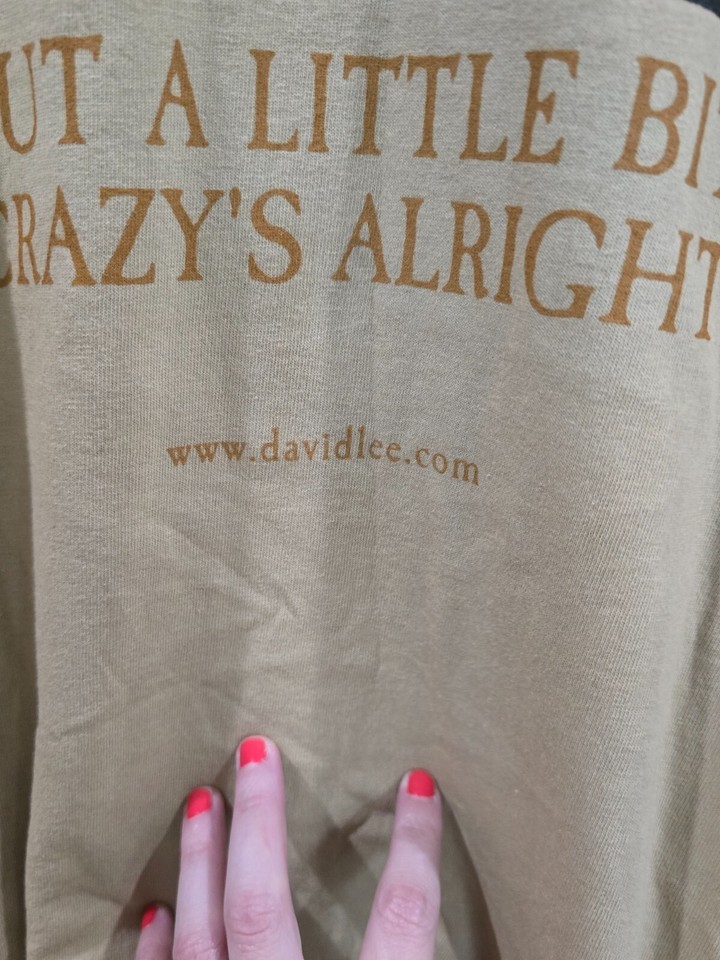 UT A LITTLE BI
CRAZY'S ALRIGHT
www.davidlee.com